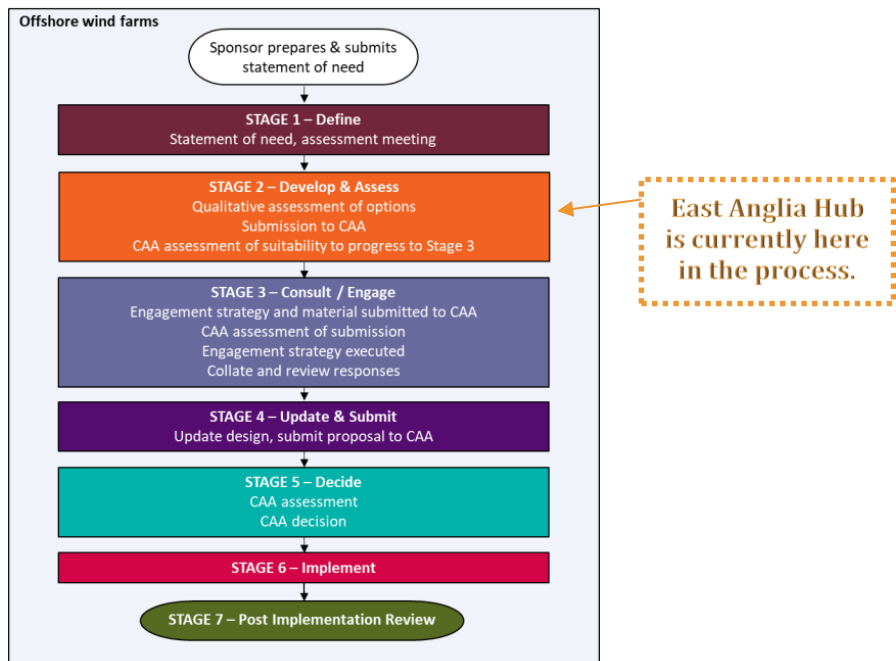 Offshore wind farms
Sponsor prepares & submits
statement of need
STAGE 1 – Define
Statement of need, assessment meeting
STAGE 2 – Develop & Assess
Qualitative assessment of options
Submission to CAA
CAA assessment of suitability to progress to Stage 3
East Anglia Hub
is currently here
in the process.
STAGE 3 – Consult / Engage
Engagement strategy and material submitted to CAA
CAA assessment of submission
Engagement strategy executed
Collate and review responses
STAGE 4 – Update & Submit
Update design, submit proposal to CAA
STAGE 5 – Decide
CAA assessment
CAA decision
STAGE 6 – Implement
STAGE 7 – Post Implementation Review